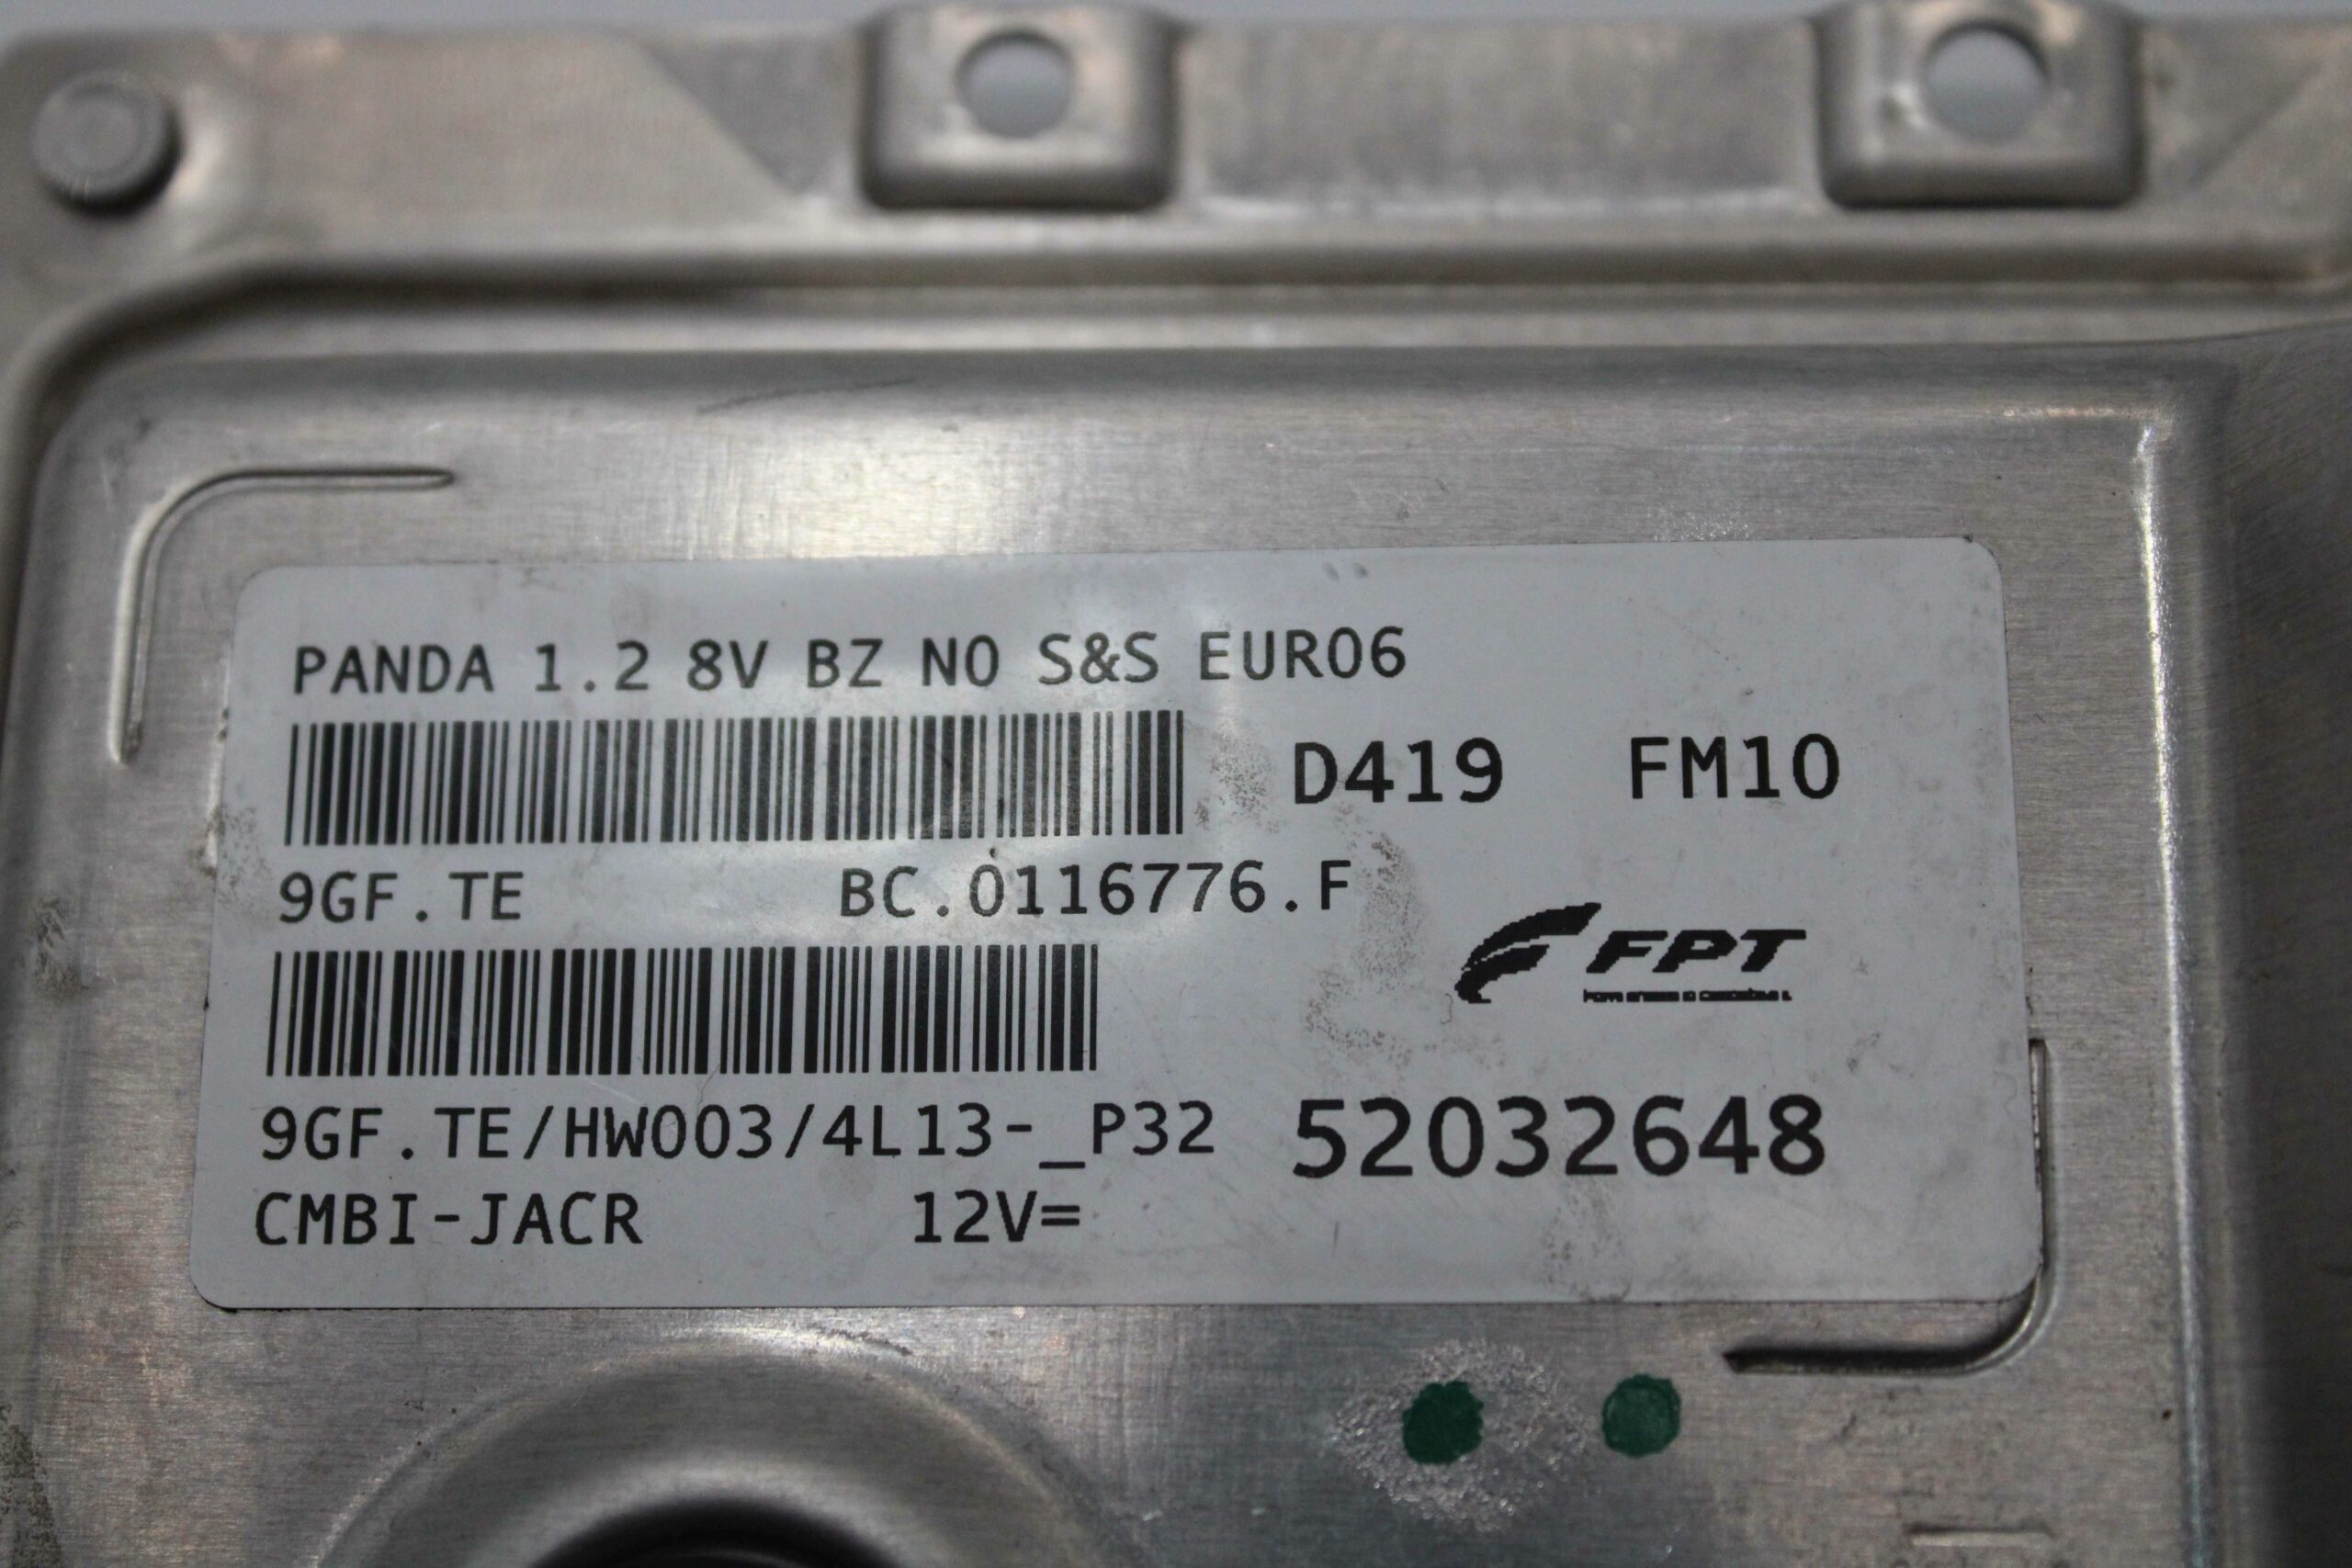 PANDA 1.2 8V BZ NO S&S EURO6
D419 FM10
9GF.TE BC.0116776.F
FPT
9GF.TE/HW003/4L13-_P32 52032648
CMBI-JACR 12V=